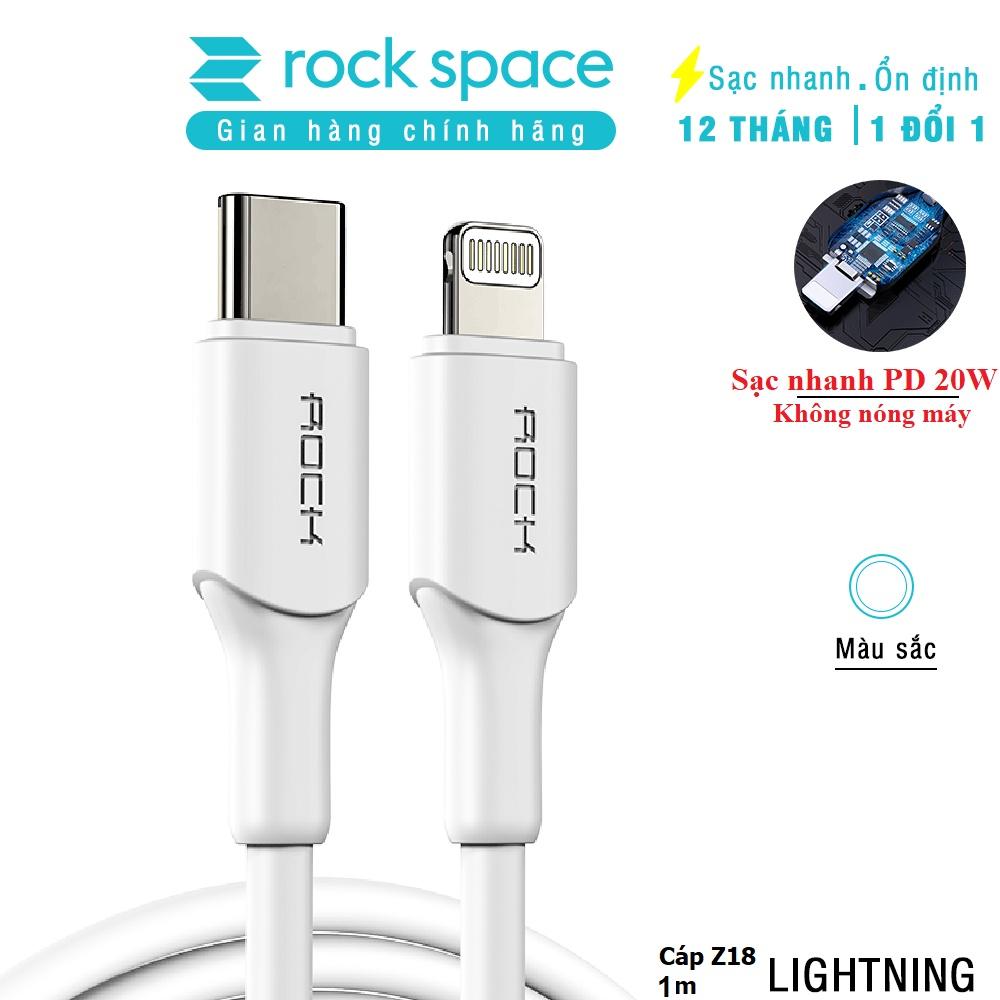 rock space
Gian hàng chính hãng
Sạc nhanh. Ổn định
12 THÁNG | 1 ĐỔI 1
Sạc nhanh PD 20W
Không nóng máy
ROCK
ROCK
Màu sắc
Cáp Z18
1m
LIGHTNING